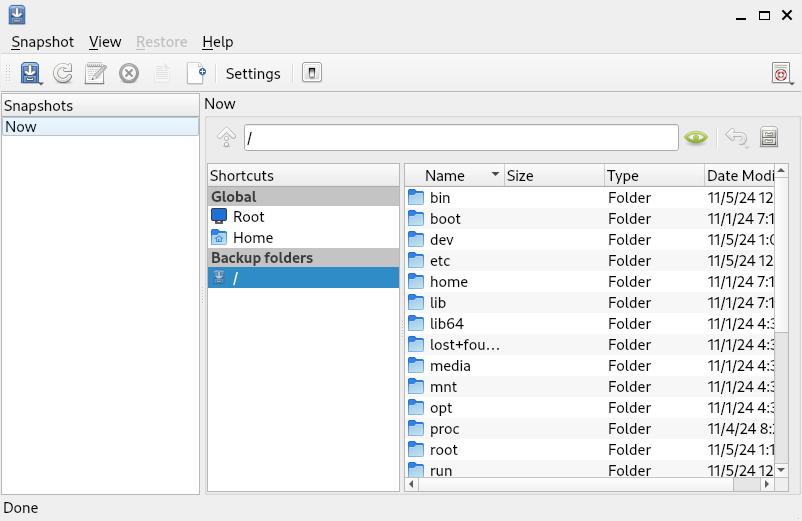 Snapshot View Restore Help
Settings
Snapshots
Now
Now
/
Shortcuts
Global
Root
Home
Backup folders
/
Name Size Type Date Modi
bin Folder 11/5/24 12
boot Folder 11/1/24 7:1
dev Folder 11/5/24 1:0
etc Folder 11/5/24 12
home Folder 11/1/24 7:1
lib Folder 11/1/24 7:1
lib64 Folder 11/1/24 4:3
lost+fou... Folder 11/1/24 4:3
media Folder 11/1/24 4:3
mnt Folder 11/1/24 4:3
opt Folder 11/1/24 4:3
proc Folder 11/4/24 8:
root Folder 11/5/24 1:1
run Folder 11/5/24 12
Done